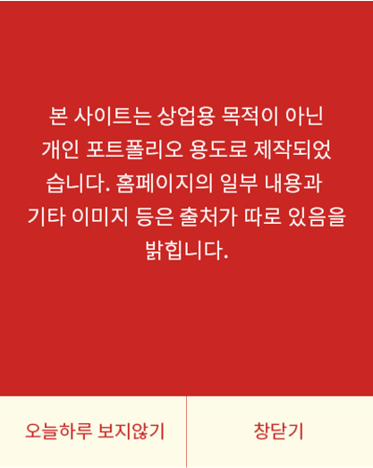 본 사이트는 상업용 목적이 아닌
개인 포트폴리오 용도로 제작되었
습니다. 홈페이지의 일부 내용과
기타 이미지 등은 출처가 따로 있음을
밝힙니다.
오늘하루 보지않기
창닫기